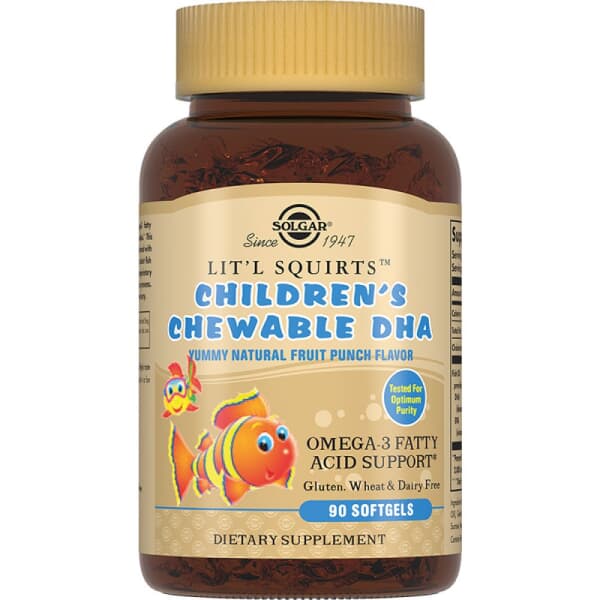 SOLGAR®
Since 1947
LIT'L SQUIRTS™
CHILDREN'S
CHEWABLE DHA
YUMMY NATURAL FRUIT PUNCH FLAVOR
Tested For
Optimum
Purity
OMEGA-3 FATTY
ACID SUPPORT*
Gluten, Wheat & Dairy Free
90 SOFTGELS
DIETARY SUPPLEMENT